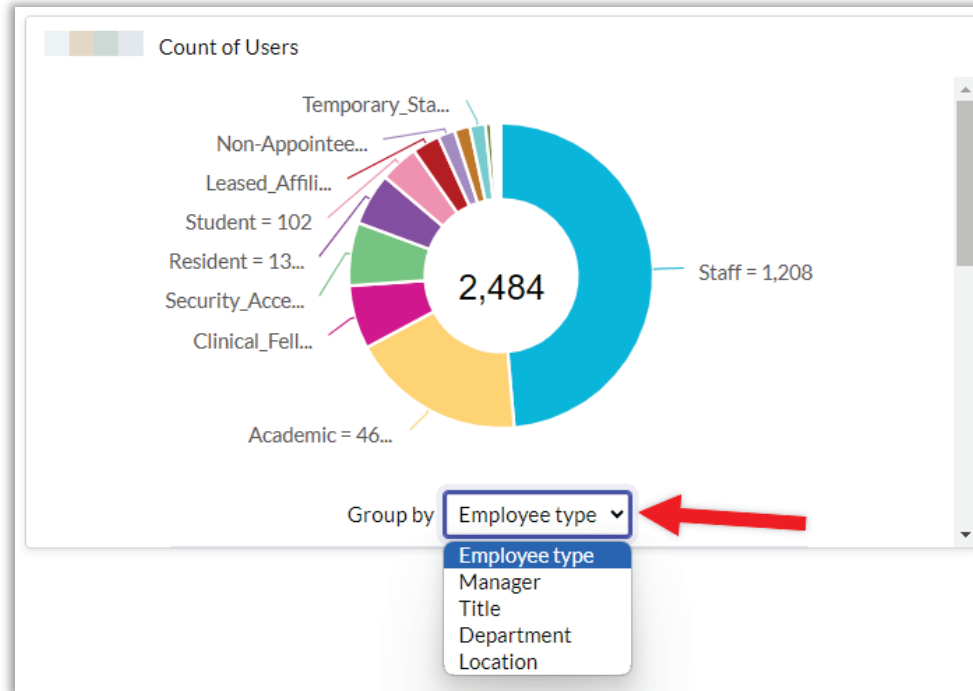 Count of Users
Temporary_Sta...
Non-Appointee...
Leased_Affili...
Student = 102
Resident = 13...
Security_Acce...
Clinical_Fell...
Academic = 46...
2,484
Staff = 1,208
Group by Employee type
Employee type
Manager
Title
Department
Location